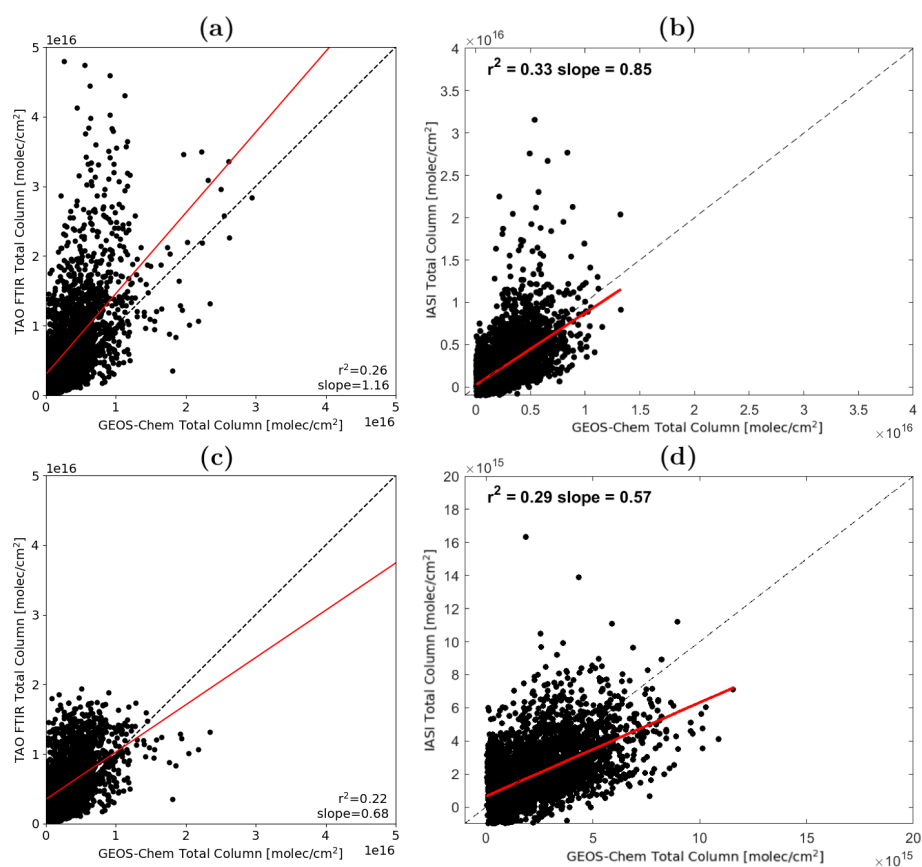 (a)
1e16
5
4
3
2
1
0
TAO FTIR Total Column [molec/cm²]
r²=0.26
slope=1.16
0 1 2 3 4 5
GEOS-Chem Total Column [molec/cm²] 1e16
(b)
×10¹⁶
r² = 0.33 slope = 0.85
4
3.5
3
2.5
2
1.5
1
0.5
0
IASI Total Column [molec/cm²]
0 0.5 1 1.5 2 2.5 3 3.5 4
GEOS-Chem Total Column [molec/cm²] ×10¹⁶
(c)
1e16
5
4
3
2
1
0
TAO FTIR Total Column [molec/cm²]
r²=0.22
slope=0.68
0 1 2 3 4 5
GEOS-Chem Total Column [molec/cm²] 1e16
(d)
×10¹⁵
r² = 0.29 slope = 0.57
20
18
16
14
12
10
8
6
4
2
0
IASI Total Column [molec/cm²]
0 5 10 15 20
GEOS-Chem Total Column [molec/cm²] ×10¹⁵